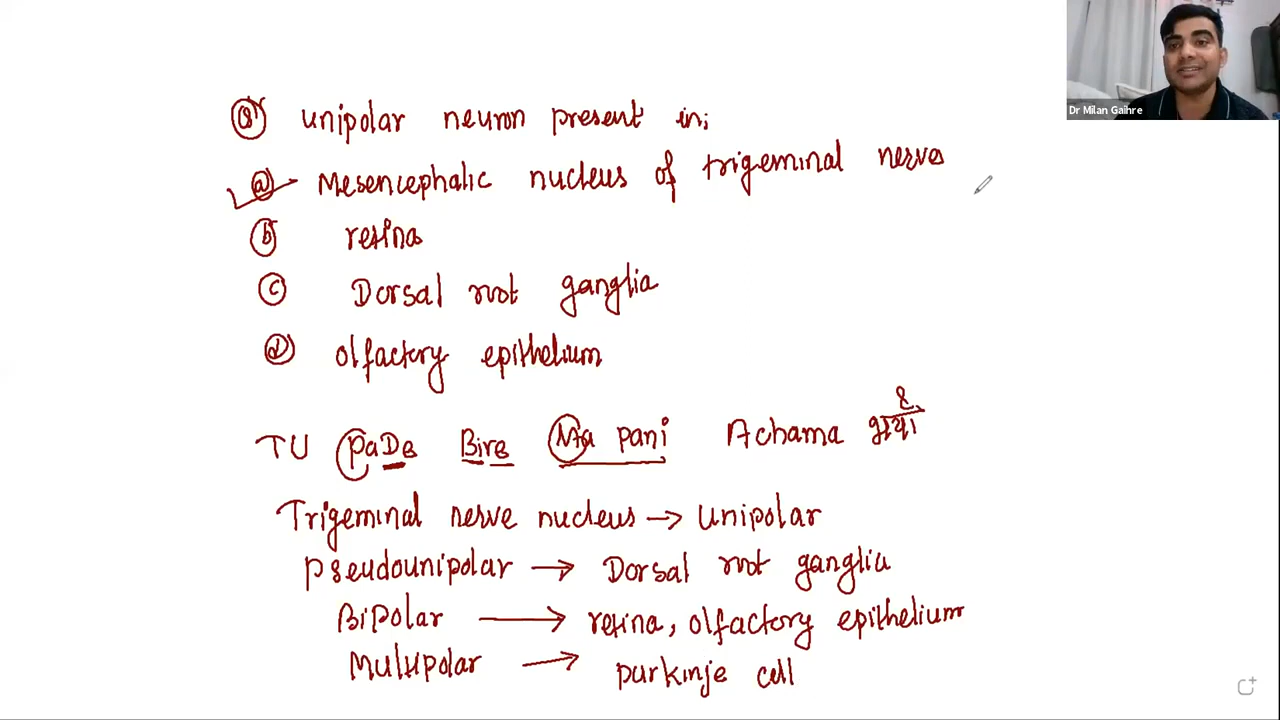 Dr Milan Gaihre
Q unipolar neuron present in;
a Mesencephalic nucleus of trigeminal nerve
b retina
c Dorsal root ganglia
d olfactory epithelium
TU PaDe Bire Ma pani Achama
Trigeminal nerve nucleus → Unipolar
Pseudounipolar → Dorsal root ganglia
BiPolar → retina, olfactory epithelium
Multipolar → purkinje cell